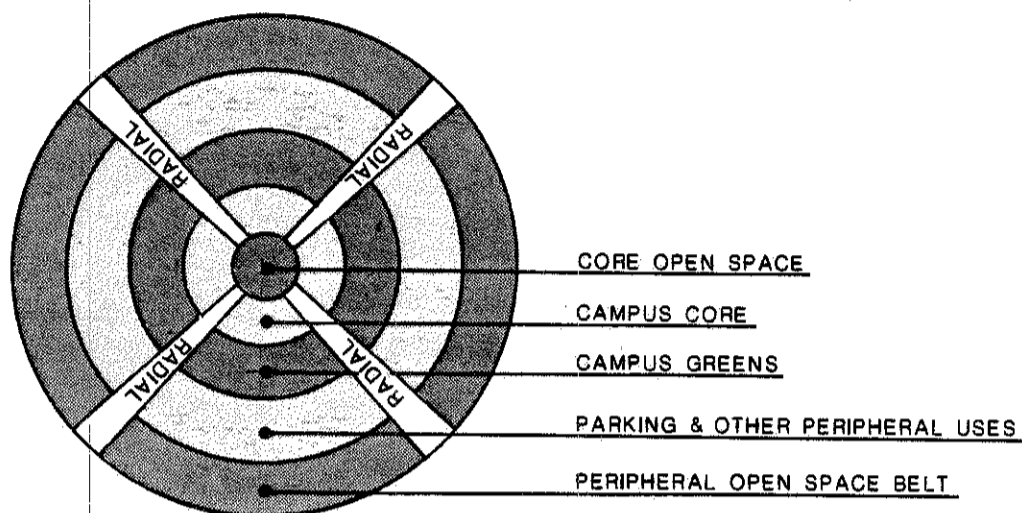 RADIAL
RADIAL
CORE OPEN SPACE
CAMPUS CORE
RADIAL
RADIAL
CAMPUS GREENS
PARKING & OTHER PERIPHERAL USES
PERIPHERAL OPEN SPACE BELT